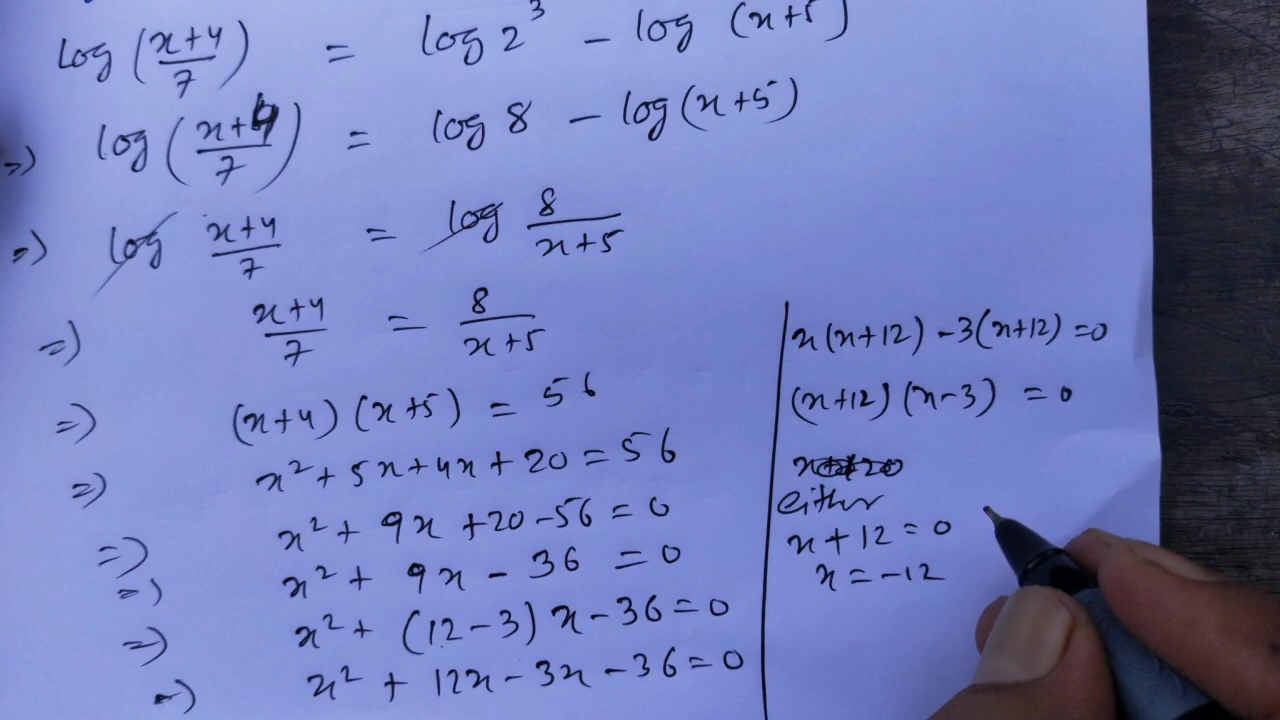 log (x+4/7) = log 2³ – log (x+5)
=) log (x+4/7) = log 8 – log(x+5)
=) log x+4/7 = log 8/x+5
=) x+4/7 = 8/x+5
=) (x+4) (x+5) = 56
=) x² + 5x+4x + 20 = 56
=) x² + 9x +20-56 = 0
=) x² + 9x - 36 = 0
=) x² + (12-3) x - 36 = 0
=) x² + 12x - 3x - 36 = 0
x(x+12) - 3(x+12) = 0
(x+12) (x-3) = 0
either
x + 12 = 0
x = -12